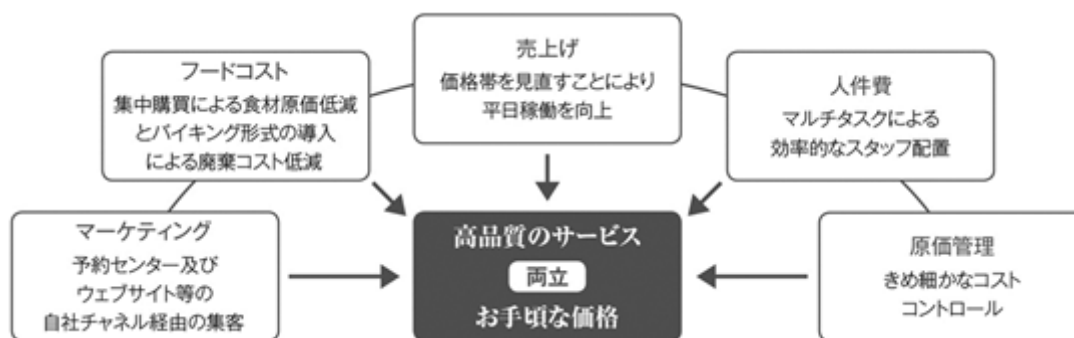 売上げ
価格帯を見直すことにより
平日稼働を向上
フードコスト
集中購買による食材原価低減
とバイキング形式の導入
による廃棄コスト低減
人件費
マルチタスクによる
効率的なスタッフ配置
マーケティング
予約センター及び
ウェブサイト等の
自社チャネル経由の集客
高品質のサービス
両立
お手頃な価格
原価管理
きめ細かなコスト
コントロール